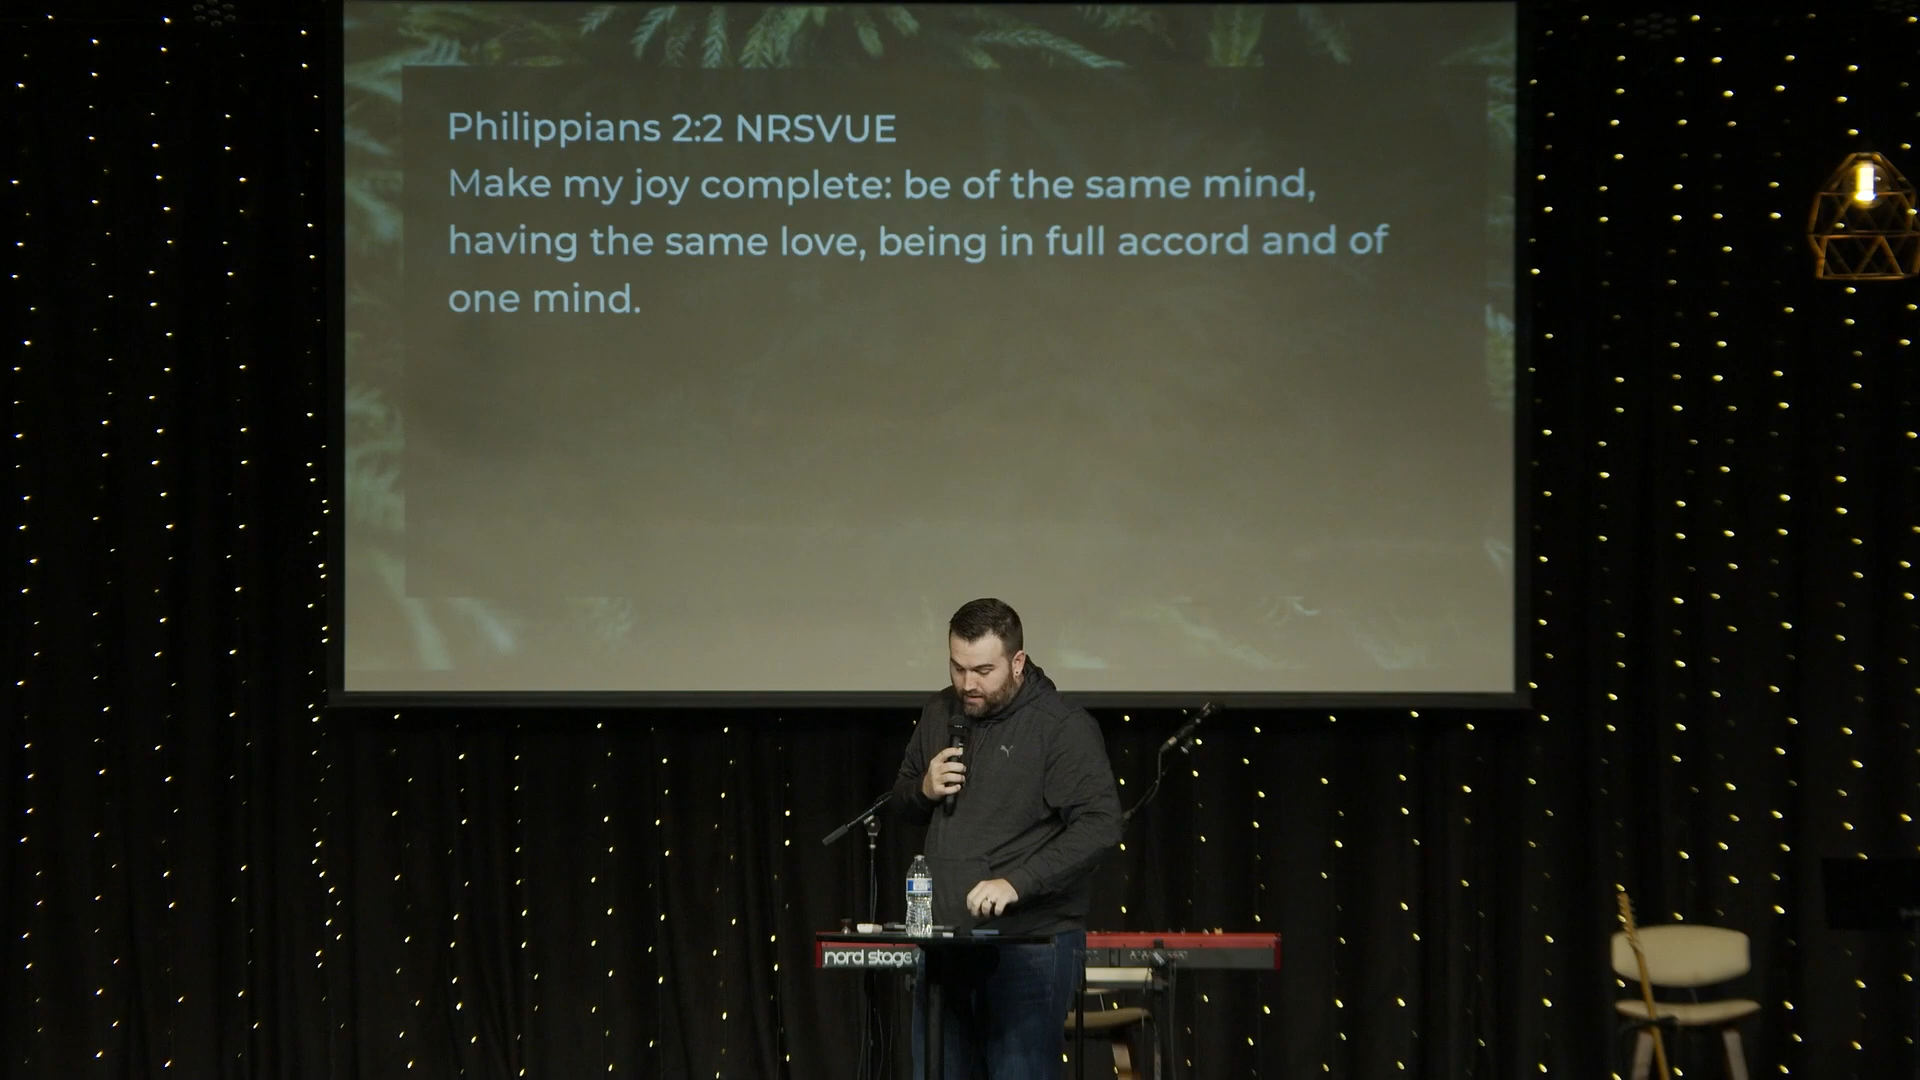 Philippians 2:2 NRSVUE
Make my joy complete: be of the same mind,
having the same love, being in full accord and of
one mind.
nord stage